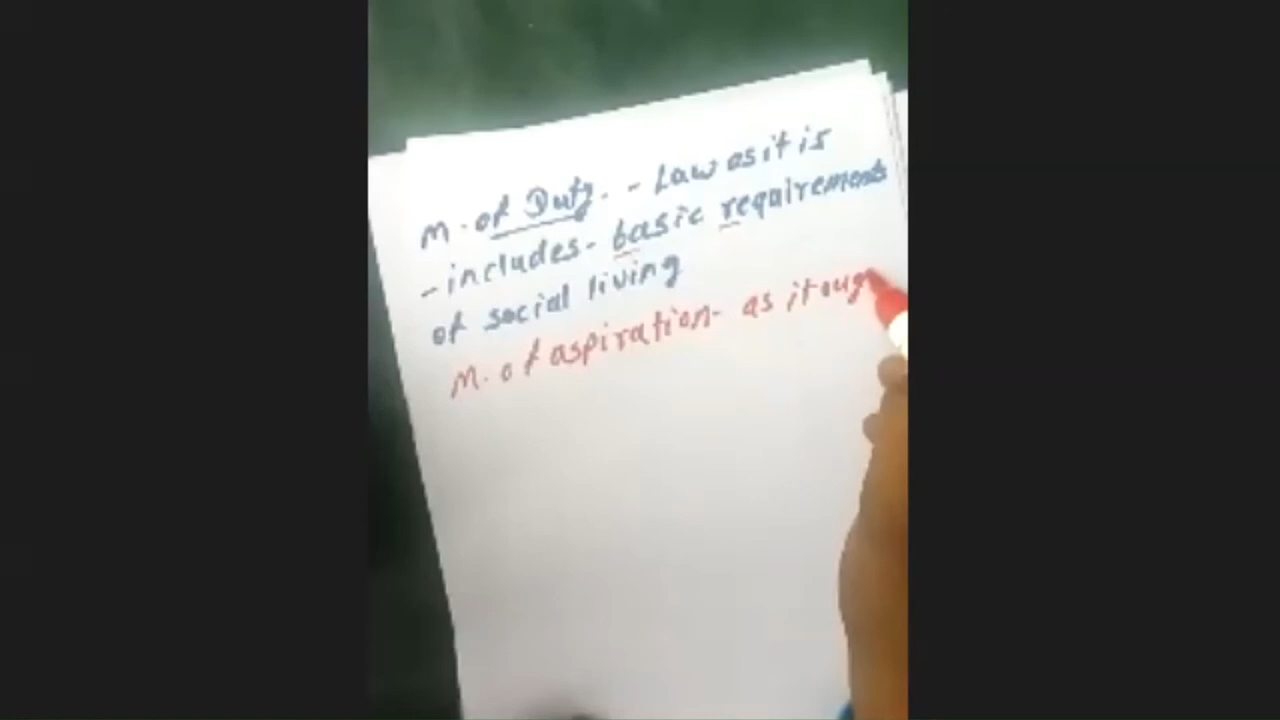 M. of Duty. - Law as it is
- includes - basic requirements
of social living
M. of aspiration - as it oug